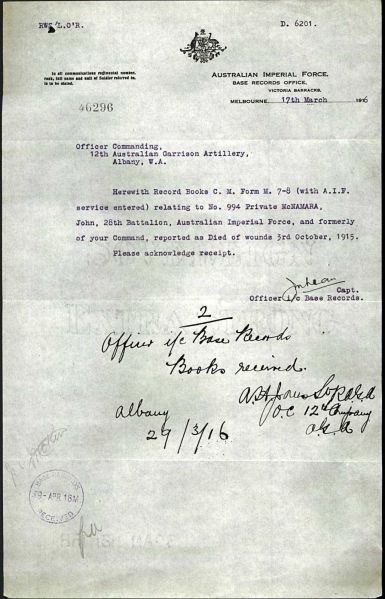 RWS/L.O'R.
D. 6201.
In all communications regimental number,
rank, full name and unit of Soldier referred to,
is to be stated.
AUSTRALIAN IMPERIAL FORCE,
BASE RECORDS OFFICE,
VICTORIA BARRACKS,
46296
MELBOURNE, 17th March 1916
Officer Commanding,
12th Australian Garrison Artillery,
Albany, W.A.
Herewith Record Books C. M. Form M. 7-8 (with A.I.F.
service entered) relating to No. 994 Private McNAMARA,
John, 28th Battalion, Australian Imperial Force, and formerly
of your Command, reported as Died of wounds 3rd October, 1915.
Please acknowledge receipt.
Capt.
Officer i/c Base Records.
2
Officer i/c Base Records
Books received.
O.C 12th Company
A.G.A
Albany
29/3/16
RECEIVED